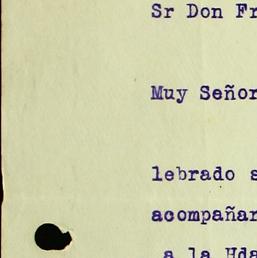 Sr Don Fr
Muy Señor
lebrado s
acompañar
a la Hda